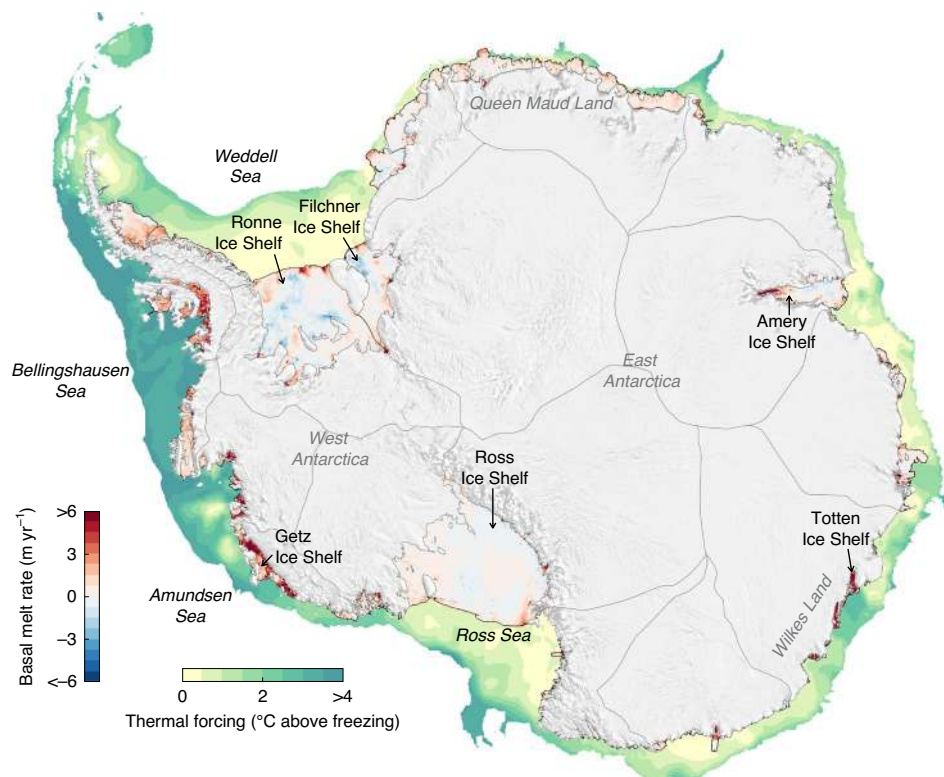 Queen Maud Land
Weddell
Sea
Filchner
Ice Shelf
Ronne
Ice Shelf
Amery
Ice Shelf
Bellingshausen
Sea
East
Antarctica
West
Antarctica
Ross
Ice Shelf
Totten
Ice Shelf
Getz
Ice Shelf
Amundsen
Sea
Ross Sea
Wilkes Land
Basal melt rate (m yr⁻¹)
>6
3
0
−3
<−6
0
2
>4
Thermal forcing (°C above freezing)